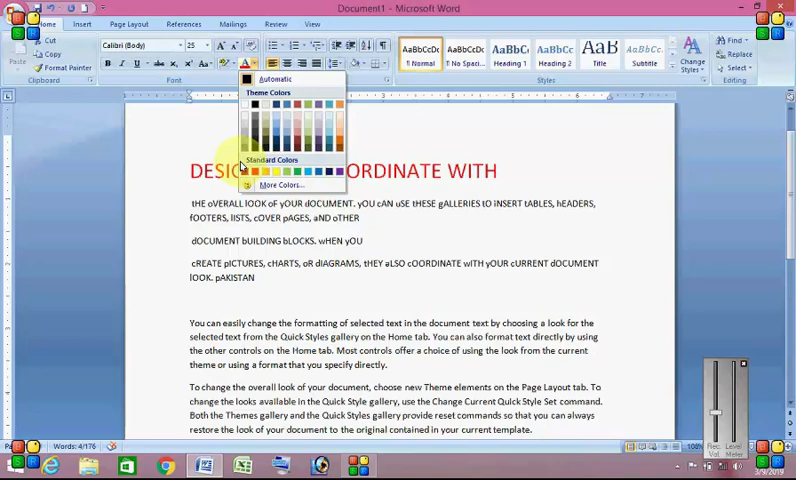 Document1 - Microsoft Word
Home Insert Page Layout References Mailings Review View
Cut
Copy
Format Painter
Paste
Clipboard
Calibri (Body) 25
Font
Paragraph
AaBbCcDc AaBbCcDc AaBbC AaBbCc AaB AaBbCcl
¶ Normal ¶ No Spaci... Heading 1 Heading 2 Title Subtitle
Change
Styles
Styles
Find
Replace
Select
Editing
Automatic
Theme Colors
Standard Colors
More Colors...
ORDINATE WITH
tHE oVERALL lOOK oF yOUR dOCUMENT. yOU cAN uSE tHESE gALLERIES tO iNSERT tABLES, hEADERS,
fOOTERS, lISTS, cOVER pAGES, aND OTHER
dOCUMENT bUILDING bLOCKS. wHEN yOU
cREATE pICTURES, cHARTS, oR dIAGRAMS, tHEY aLSO cOORDINATE wITH yOUR cURRENT dOCUMENT
lOOK. pAKISTAN
You can easily change the formatting of selected text in the document text by choosing a look for the
selected text from the Quick Styles gallery on the Home tab. You can also format text directly by using
the other controls on the Home tab. Most controls offer a choice of using the look from the current
theme or using a format that you specify directly.
To change the overall look of your document, choose new Theme elements on the Page Layout tab. To
change the looks available in the Quick Style gallery, use the Change Current Quick Style Set command.
Both the Themes gallery and the Quick Styles gallery provide reset commands so that you can always
restore the look of your document to the original contained in your current template.
Rec. Level
Vol Meter
Words: 4/176
3/9/2019